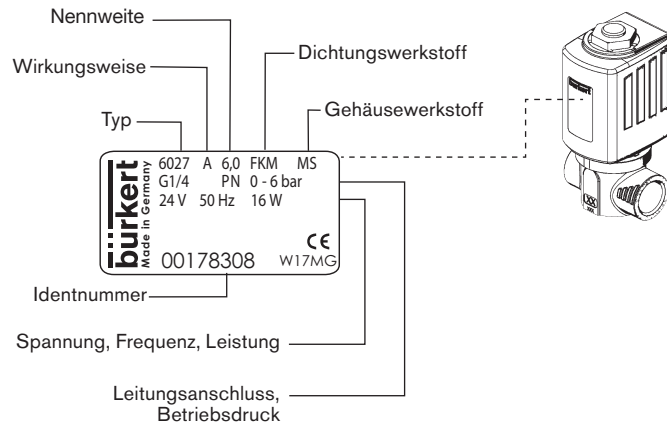 Nennweite
Wirkungsweise
Dichtungswerkstoff
Gehäusewerkstoff
Typ
bürkert
Made in Germany
6027 A 6,0 FKM MS
G1/4 PN 0 - 6 bar
24 V 50 Hz 16 W
CE
00178308 W17MG
Identnummer
Spannung, Frequenz, Leistung
Leitungsanschluss,
Betriebsdruck